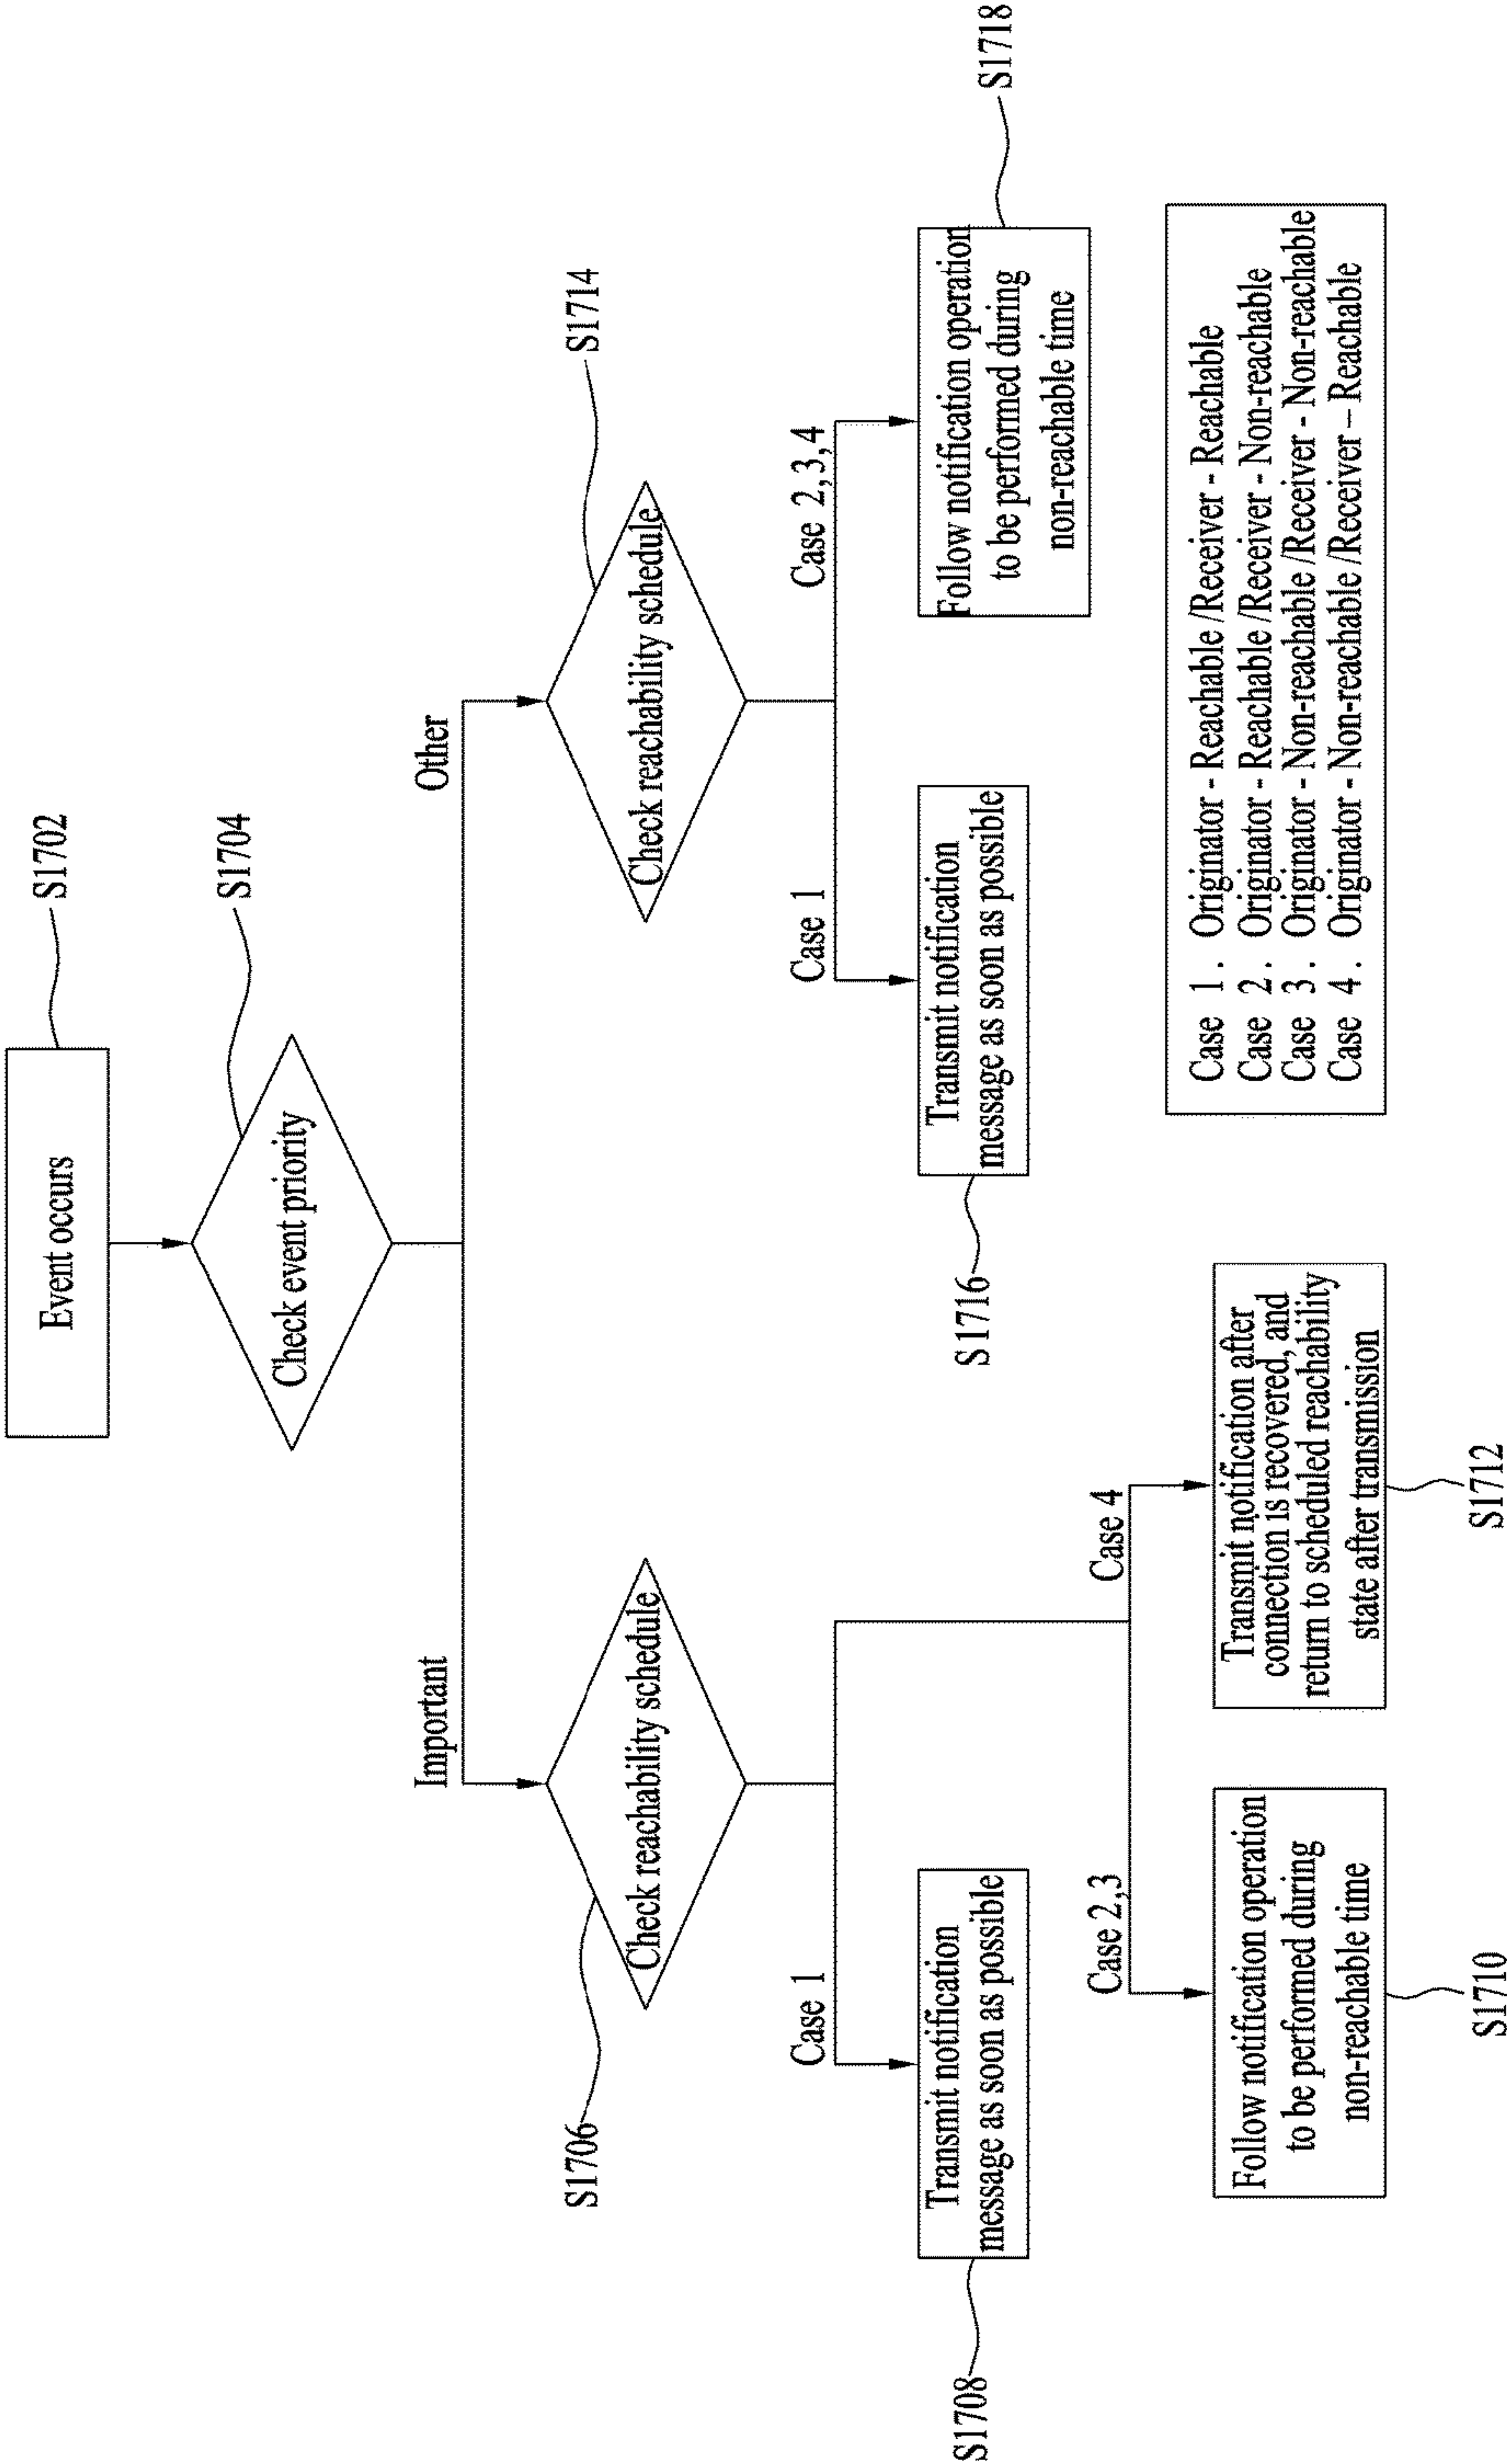 Event occurs
S1702
Check event priority
S1704
Important
Other
Check reachability schedule
S1706
Check reachability schedule
S1714
Case 1
Case 1
Case 2,3,4
Transmit notification
message as soon as possible
S1708
Transmit notification
message as soon as possible
S1716
Follow notification operation
to be performed during
non-reachable time
S1718
Case 2,3
Case 4
Follow notification operation
to be performed during
non-reachable time
S1710
Transmit notification after
connection is recovered, and
return to scheduled reachability
state after transmission
S1712
Case 1 . Originator - Reachable /Receiver - Reachable
Case 2 . Originator - Reachable /Receiver - Non-reachable
Case 3 . Originator - Non-reachable /Receiver - Non-reachable
Case 4 . Originator - Non-reachable /Receiver – Reachable